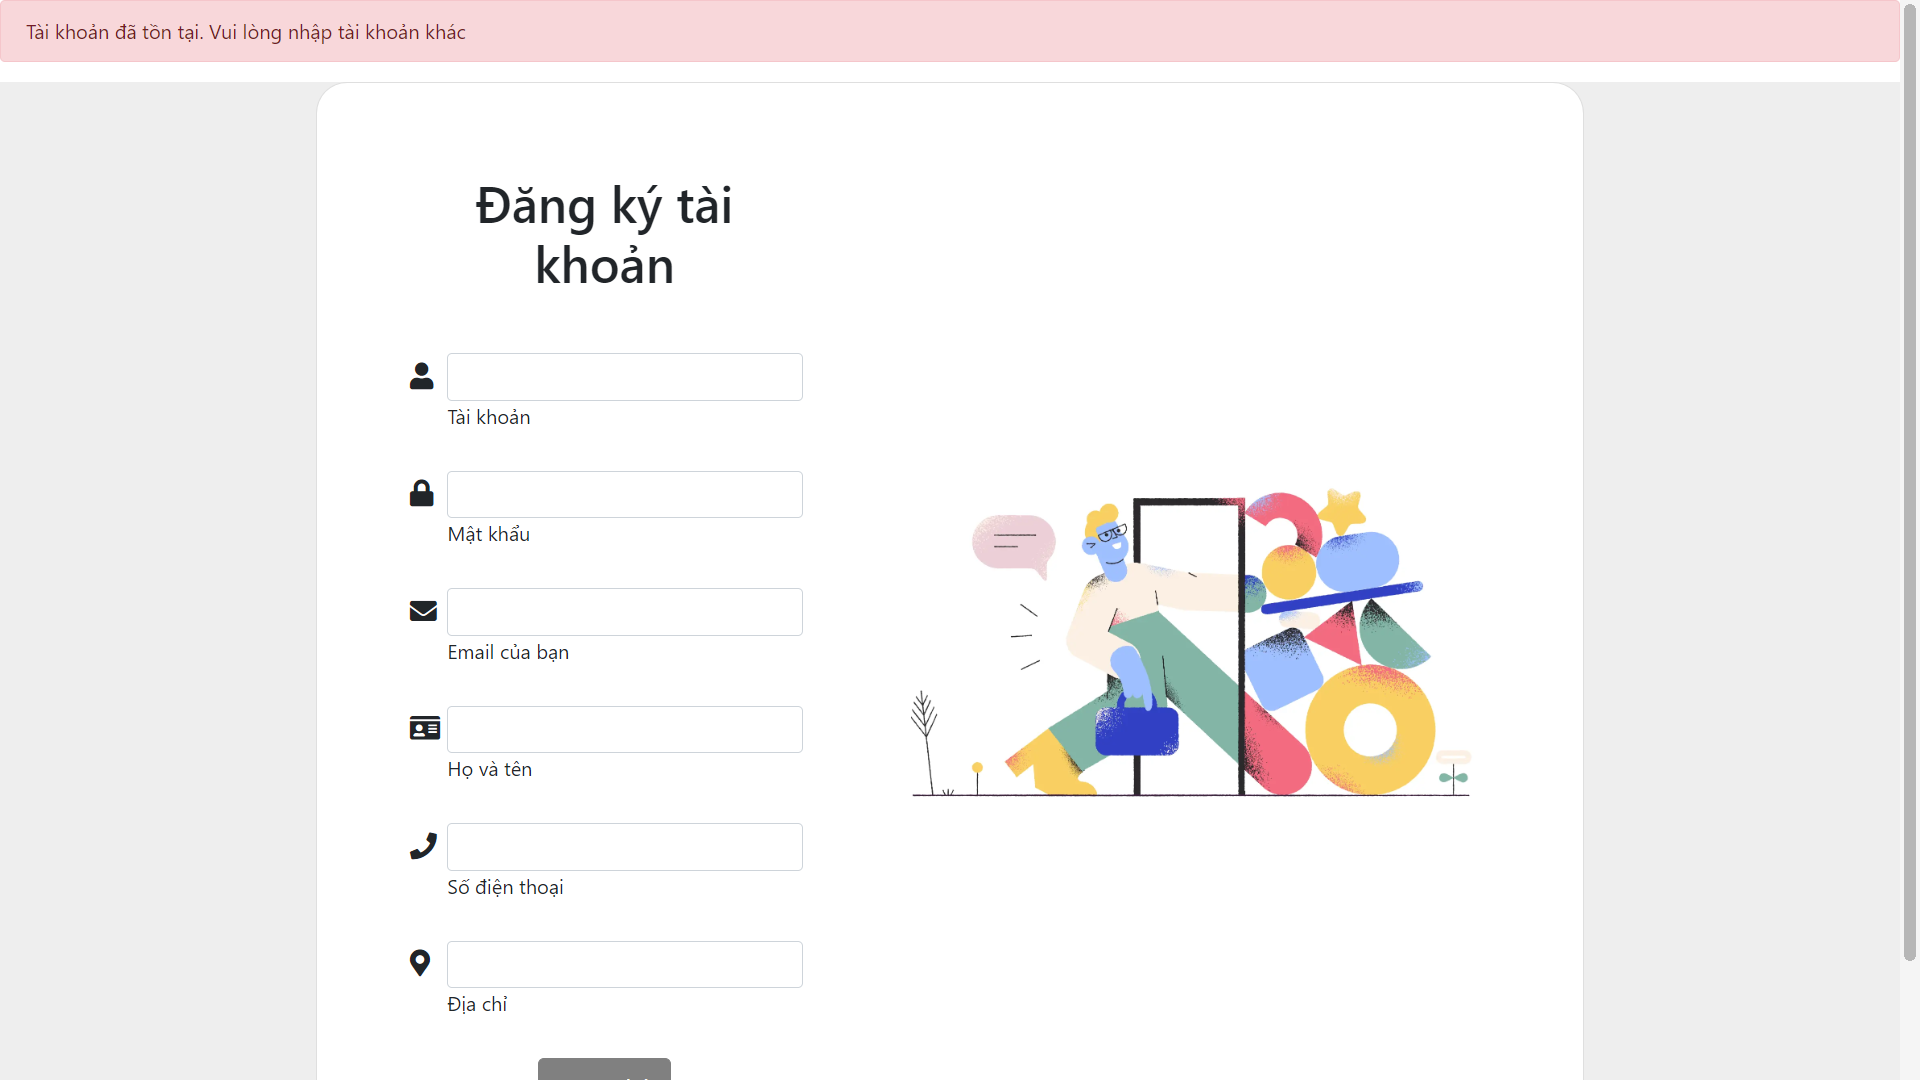 Tài khoản đã tồn tại. Vui lòng nhập tài khoản khác
Đăng ký tài
khoản
Tài khoản
Mật khẩu
Email của bạn
Họ và tên
Số điện thoại
Địa chỉ